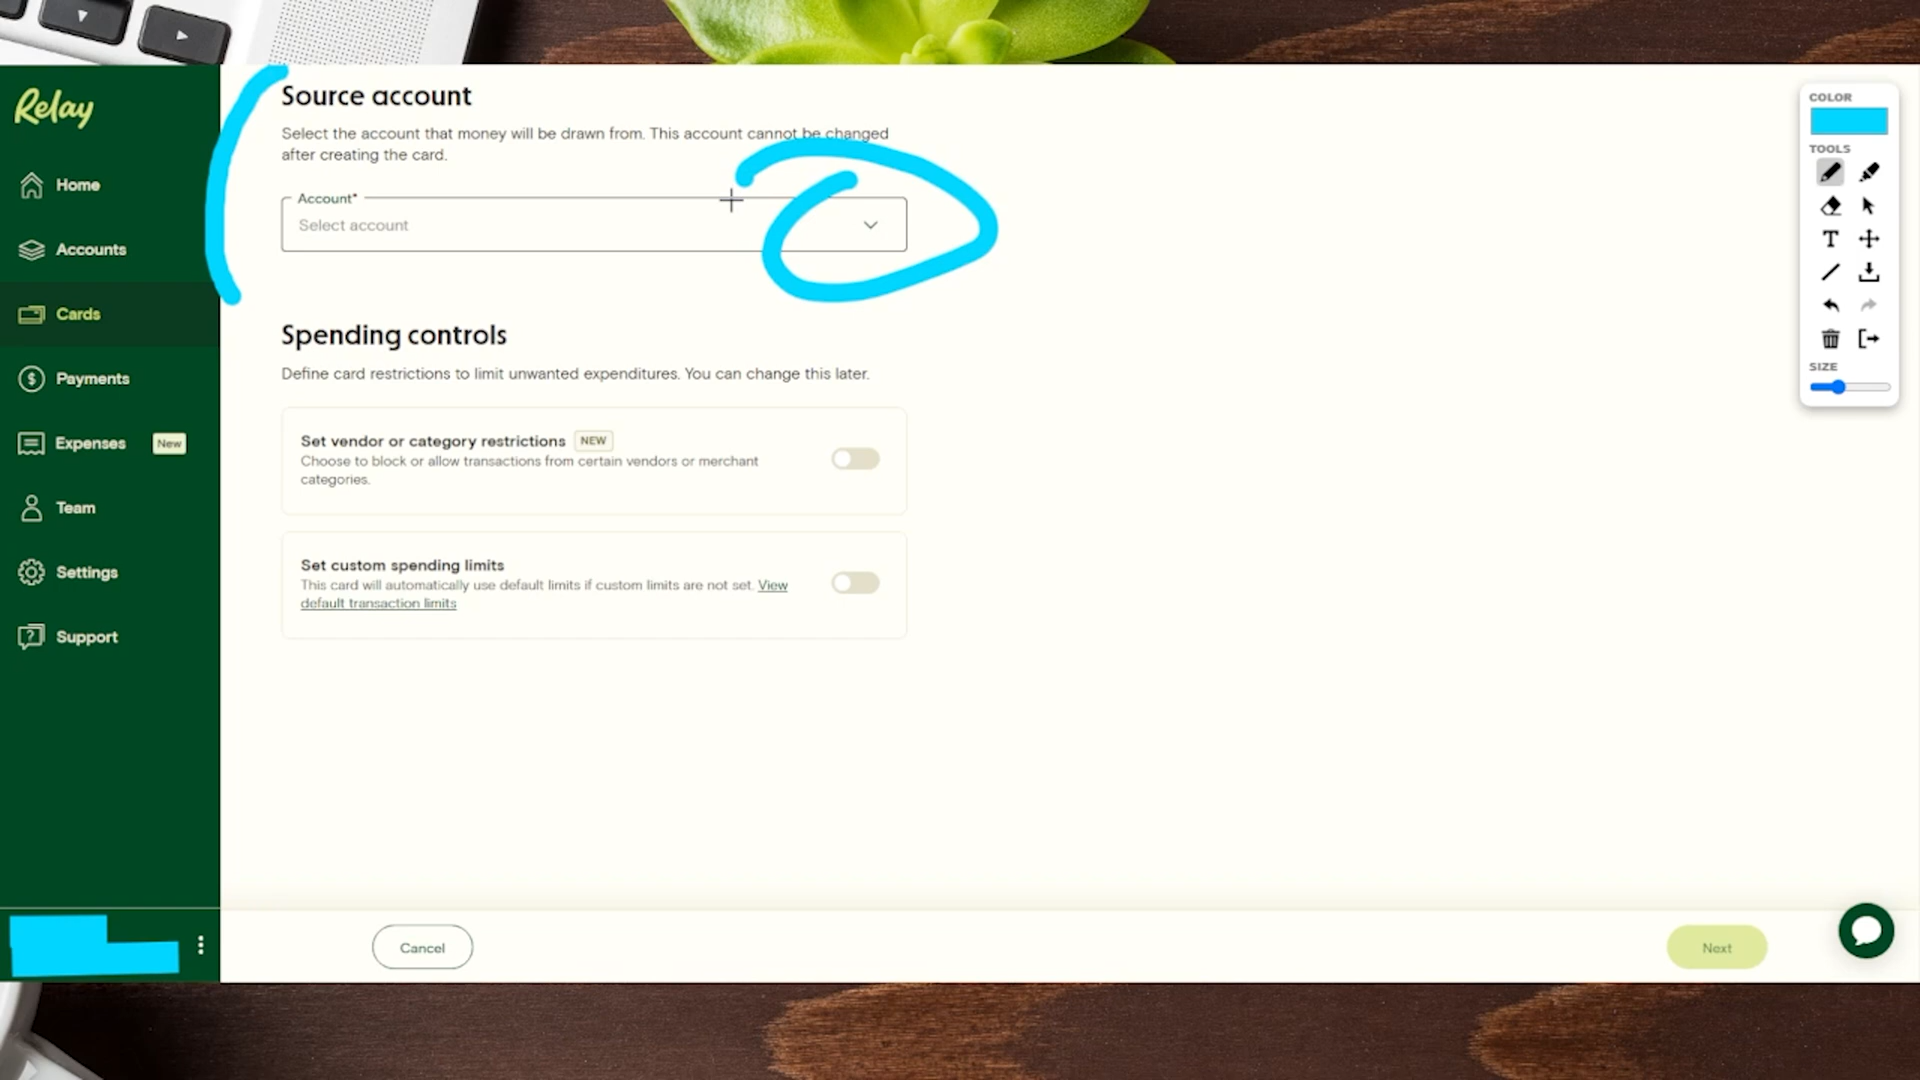 Relay
Home
Accounts
Cards
Payments
Expenses New
Team
Settings
Support
Source account
Select the account that money will be drawn from. This account cannot be changed
after creating the card.
Account*
Select account
Spending controls
Define card restrictions to limit unwanted expenditures. You can change this later.
Set vendor or category restrictions NEW
Choose to block or allow transactions from certain vendors or merchant
categories.
Set custom spending limits
This card will automatically use default limits if custom limits are not set. View
default transaction limits
Cancel
Next
COLOR
TOOLS
T
SIZE